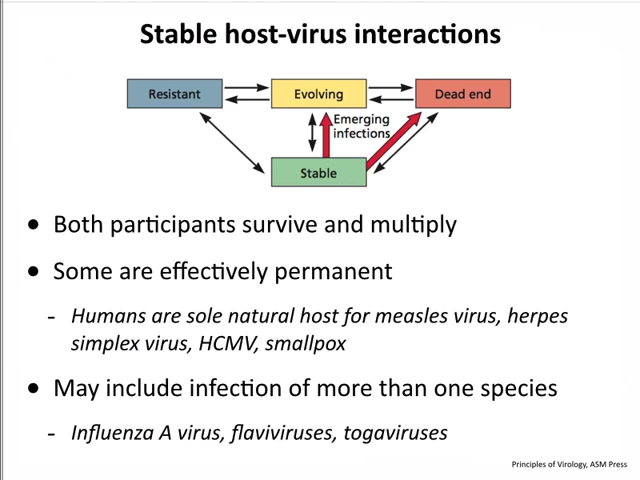 Stable host-virus interactions
Resistant
Evolving
Dead end
Emerging
infections
Stable
● Both participants survive and multiply
● Some are effectively permanent
- Humans are sole natural host for measles virus, herpes
simplex virus, HCMV, smallpox
● May include infection of more than one species
- Influenza A virus, flaviviruses, togaviruses
Principles of Virology, ASM Press